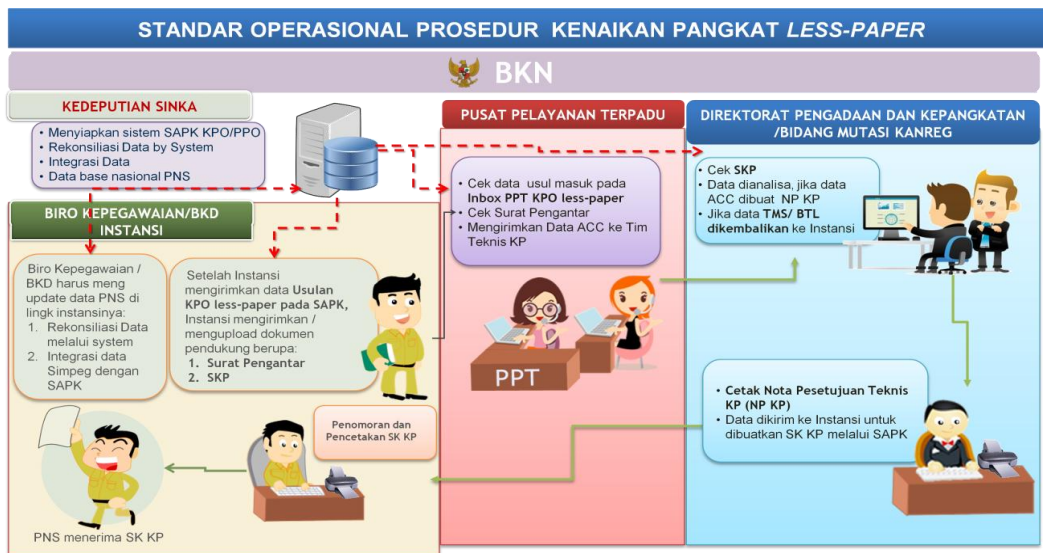 STANDAR OPERASIONAL PROSEDUR KENAIKAN PANGKAT LESS-PAPER
BKN
KEDEPUTIAN SINKA
• Menyiapkan sistem SAPK KPO/PPO
• Rekonsiliasi Data by System
• Integrasi Data
• Data base nasional PNS
BIRO KEPEGAWAIAN/BKD
INSTANSI
Biro Kepegawaian /
BKD harus meng
update data PNS di
lingk instansinya:
1. Rekonsiliasi Data
melalui system
2. Integrasi data
Simpeg dengan
SAPK
Setelah Instansi
mengirimkan data Usulan
KPO less-paper pada SAPK,
Instansi mengirimkan /
mengupload dokumen
pendukung berupa:
1. Surat Pengantar
2. SKP
Penomoran dan
Pencetakan SK KP
PNS menerima SK KP
PUSAT PELAYANAN TERPADU
• Cek data usul masuk pada
Inbox PPT KPO less-paper
• Cek Surat Pengantar
• Mengirimkan Data ACC ke Tim
Teknis KP
PPT
DIREKTORAT PENGADAAN DAN KEPANGKATAN
/BIDANG MUTASI KANREG
• Cek SKP
• Data dianalisa, jika data
ACC dibuat NP KP
• Jika data TMS/ BTL
dikembalikan ke Instansi
• Cetak Nota Pesetujuan Teknis
KP (NP KP)
• Data dikirim ke Instansi untuk
dibuatkan SK KP melalui SAPK